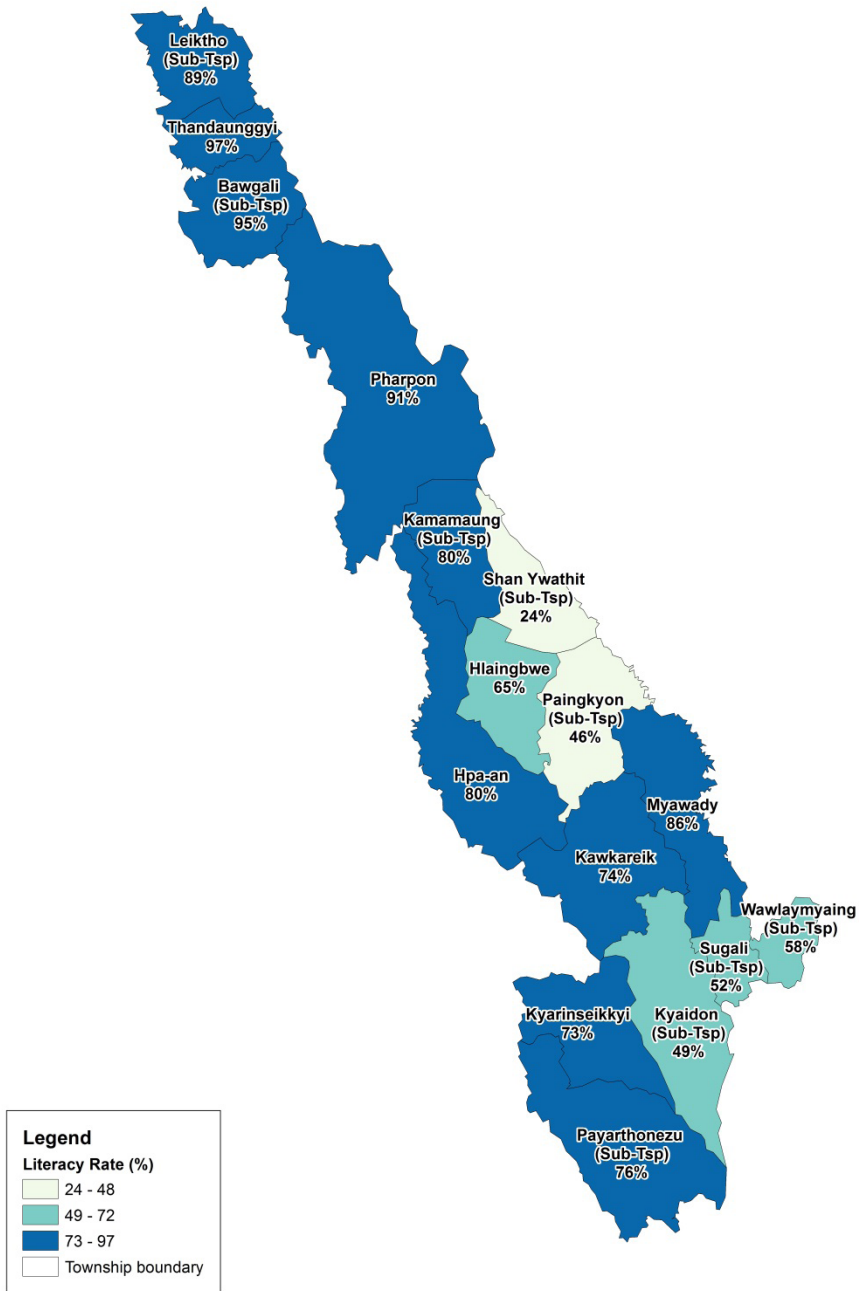 Leiktho
(Sub-Tsp)
89%
Thandaunggyi
97%
Bawgali
(Sub-Tsp)
95%
Pharpon
91%
Kamamaung
(Sub-Tsp)
80%
Shan Ywathit
(Sub-Tsp)
24%
Hlaingbwe
65%
Paingkyon
(Sub-Tsp)
46%
Hpa-an
80%
Myawady
86%
Kawkareik
74%
Wawlaymyaing
(Sub-Tsp)
58%
Sugali
(Sub-Tsp)
52%
Kyarinseikkyi
73%
Kyaidon
(Sub-Tsp)
49%
Payarthonezu
(Sub-Tsp)
76%
Legend
Literacy Rate (%)
24 - 48
49 - 72
73 - 97
Township boundary